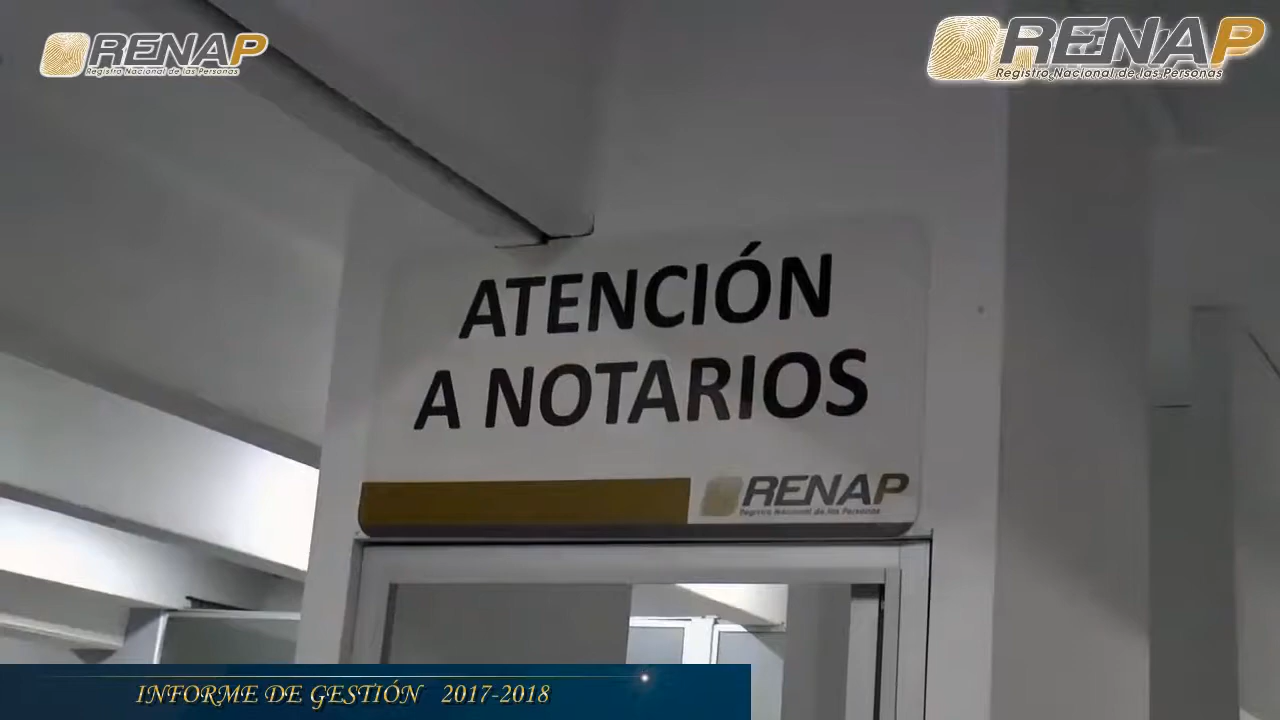 RENAP
Registro Nacional de las Personas
RENAP
Registro Nacional de las Personas
ATENCIÓN
A NOTARIOS
RENAP
Registro Nacional de las Personas
INFORME DE GESTIÓN 2017-2018